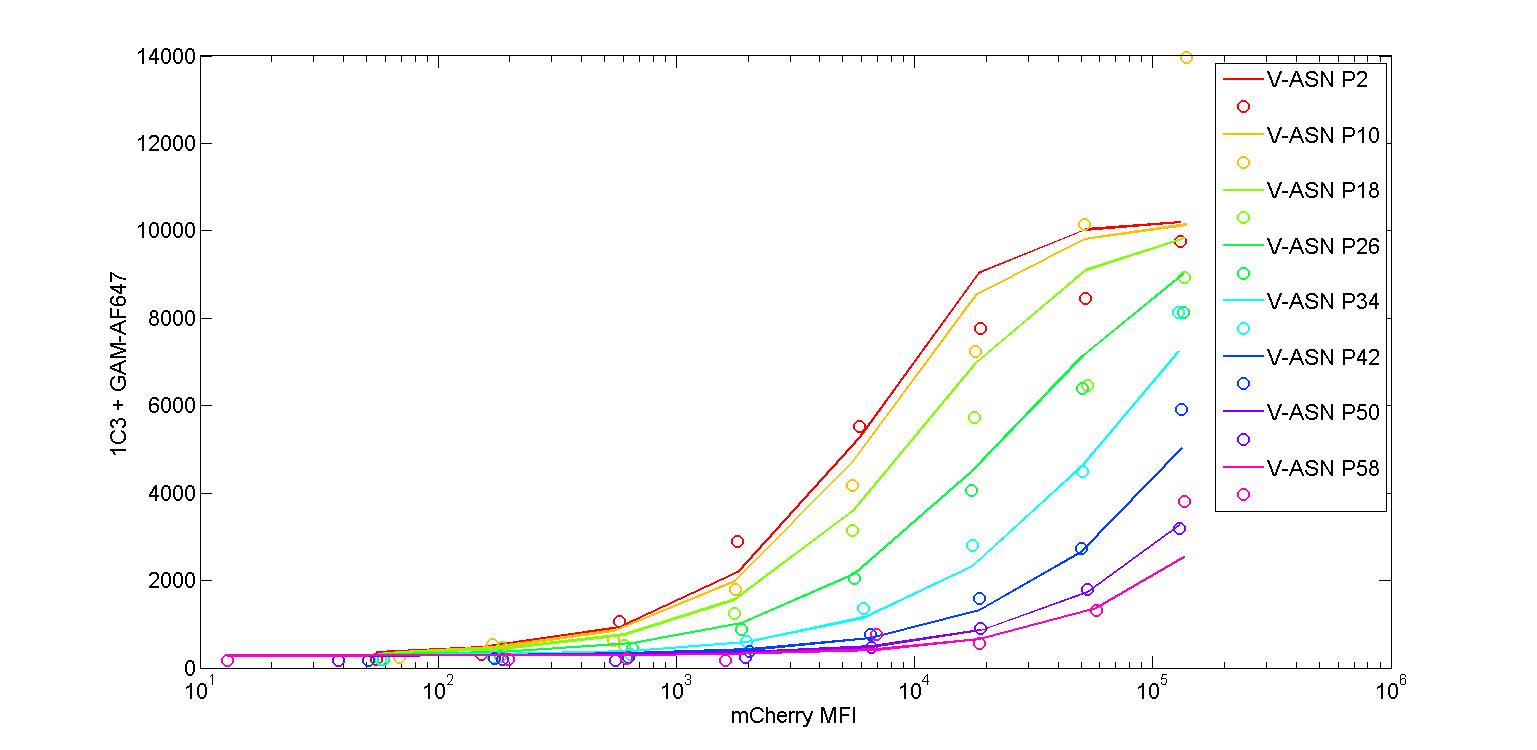 14000
12000
10000
8000
6000
4000
2000
0
1C3 + GAM-AF647
10^1
10^2
10^3
10^4
10^5
10^6
mCherry MFI
V-ASN P2
V-ASN P10
V-ASN P18
V-ASN P26
V-ASN P34
V-ASN P42
V-ASN P50
V-ASN P58